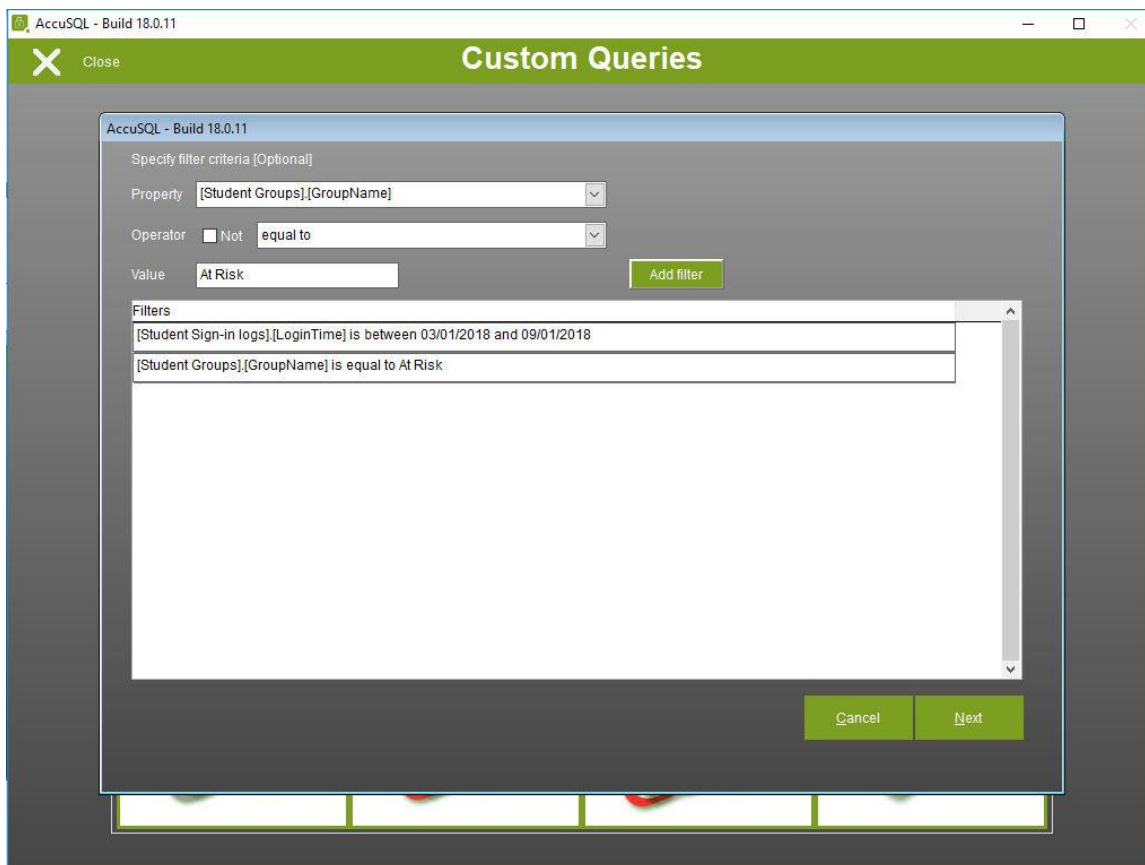 AccuSQL - Build 18.0.11
Close
Custom Queries
AccuSQL - Build 18.0.11
Specify filter criteria [Optional]
Property [Student Groups].[GroupName]
Operator Not equal to
Value At Risk Add filter
Filters
[Student Sign-in logs].[LoginTime] is between 03/01/2018 and 09/01/2018
[Student Groups].[GroupName] is equal to At Risk
Cancel Next